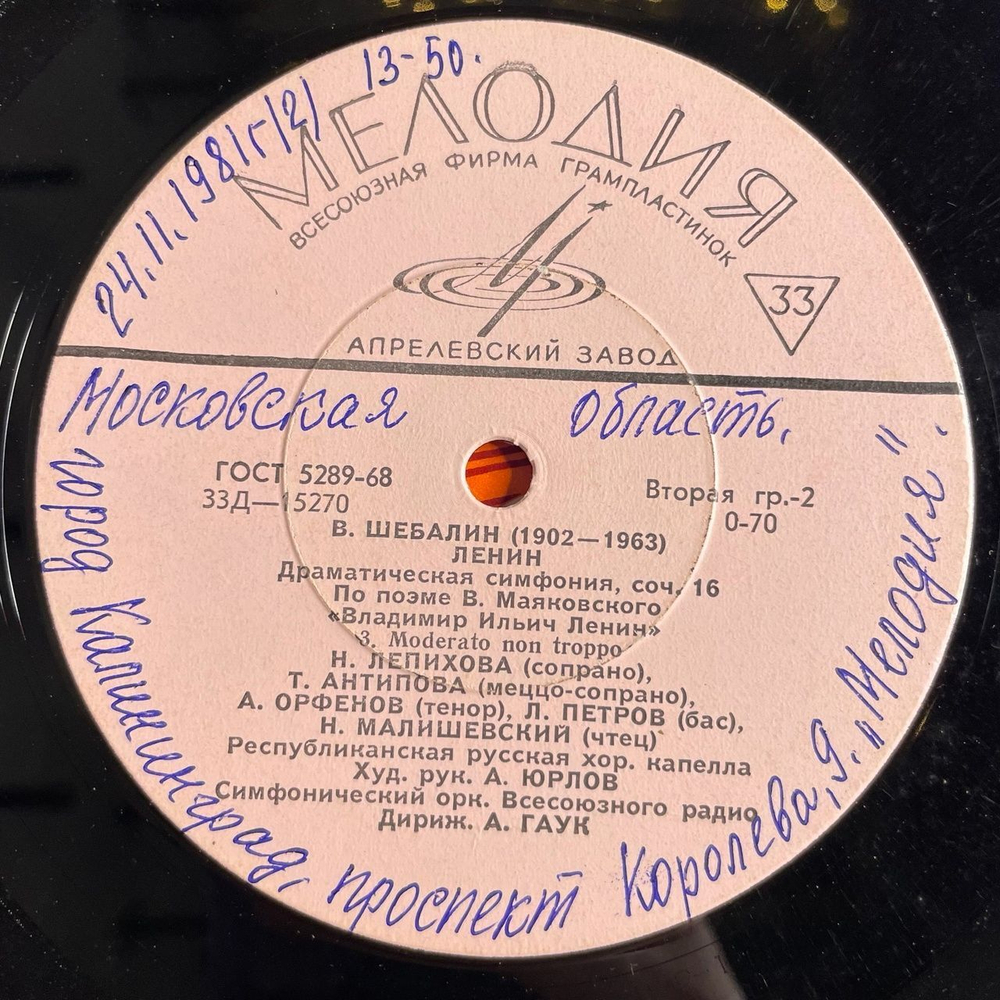 24.11.1981г(2) 13-50.
МЕЛОДИЯ
ВСЕСОЮЗНАЯ ФИРМА ГРАМПЛАСТИНОК
33
АПРЕЛЕВСКИЙ ЗАВОД
Московская область,
город Калининград, проспект Королева, 9. „Мелодия".
ГОСТ 5289-68
33Д—15270
Вторая гр.-2
0-70
В. ШЕБАЛИН (1902—1963)
ЛЕНИН
Драматическая симфония, соч. 16
По поэме В. Маяковского
«Владимир Ильич Ленин»
3. Moderato non troppo
Н. ЛЕПИХОВА (сопрано),
Т. АНТИПОВА (меццо-сопрано),
А. ОРФЕНОВ (тенор), Л. ПЕТРОВ (бас),
Н. МАЛИШЕВСКИЙ (чтец)
Республиканская русская хор. капелла
Худ. рук. А. ЮРЛОВ
Симфонический орк. Всесоюзного радио
Дириж. А. ГАУК